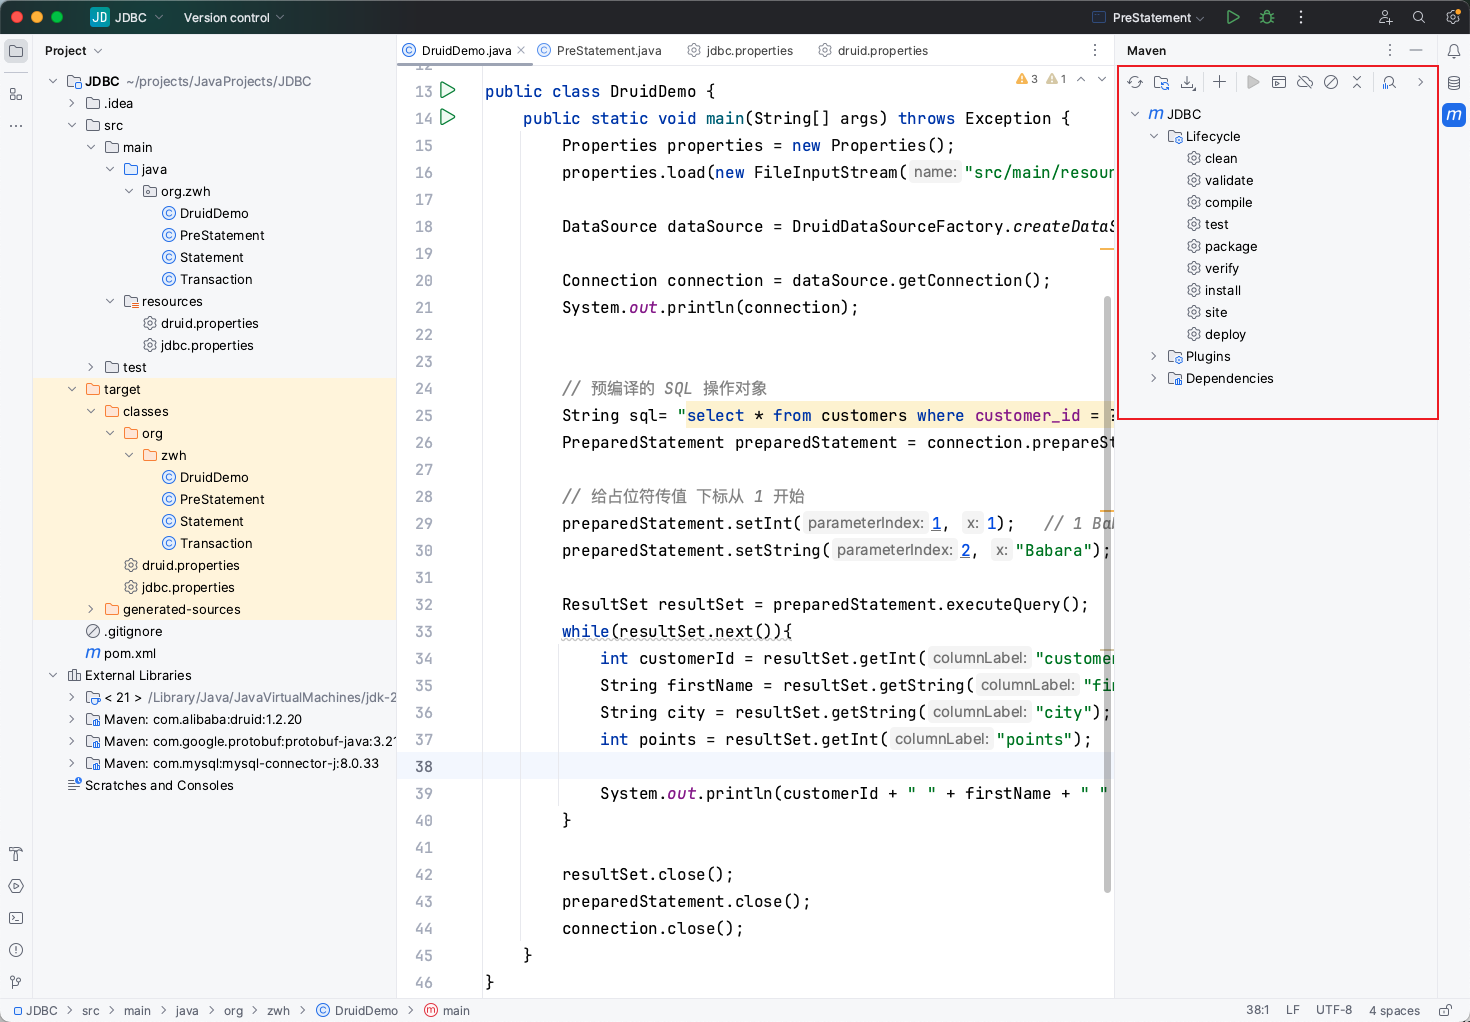 JD JDBC Version control PreStatement
Project
JDBC ~/projects/JavaProjects/JDBC
.idea
src
main
java
org.zwh
DruidDemo
PreStatement
Statement
Transaction
resources
druid.properties
jdbc.properties
test
target
classes
org
zwh
DruidDemo
PreStatement
Statement
Transaction
druid.properties
jdbc.properties
generated-sources
.gitignore
m pom.xml
External Libraries
< 21 > /Library/Java/JavaVirtualMachines/jdk-2
Maven: com.alibaba:druid:1.2.20
Maven: com.google.protobuf:protobuf-java:3.21
Maven: com.mysql:mysql-connector-j:8.0.33
Scratches and Consoles
DruidDemo.java PreStatement.java jdbc.properties druid.properties
3 1
12
13 public class DruidDemo {
14 public static void main(String[] args) throws Exception {
15 Properties properties = new Properties();
16 properties.load(new FileInputStream( name: "src/main/resour
17
18 DataSource dataSource = DruidDataSourceFactory.createDataS
19
20 Connection connection = dataSource.getConnection();
21 System.out.println(connection);
22
23
24 // 预编译的 SQL 操作对象
25 String sql= "select * from customers where customer_id = ?
26 PreparedStatement preparedStatement = connection.prepareSt
27
28 // 给占位符传值 下标从 1 开始
29 preparedStatement.setInt( parameterIndex: 1, x: 1); // 1 Bab
30 preparedStatement.setString( parameterIndex: 2, x: "Babara");
31
32 ResultSet resultSet = preparedStatement.executeQuery();
33 while(resultSet.next()){
34 int customerId = resultSet.getInt( columnLabel: "customer
35 String firstName = resultSet.getString( columnLabel: "fir
36 String city = resultSet.getString( columnLabel: "city");
37 int points = resultSet.getInt( columnLabel: "points");
38
39 System.out.println(customerId + " " + firstName + " "
40 }
41
42 resultSet.close();
43 preparedStatement.close();
44 connection.close();
45 }
46 }
Maven
m JDBC
Lifecycle
clean
validate
compile
test
package
verify
install
site
deploy
Plugins
Dependencies
m
JDBC > src > main > java > org > zwh > DruidDemo > main
38:1 LF UTF-8 4 spaces